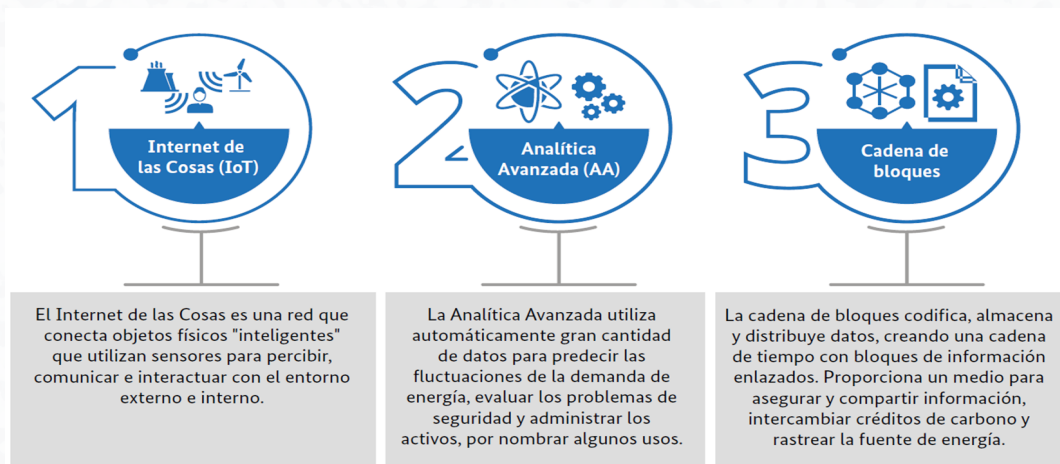 1
Internet de
las Cosas (IoT)
El Internet de las Cosas es una red que
conecta objetos físicos "inteligentes"
que utilizan sensores para percibir,
comunicar e interactuar con el entorno
externo e interno.
2
Analítica
Avanzada (AA)
La Analítica Avanzada utiliza
automáticamente gran cantidad
de datos para predecir las
fluctuaciones de la demanda de
energía, evaluar los problemas de
seguridad y administrar los
activos, por nombrar algunos usos.
3
Cadena de
bloques
La cadena de bloques codifica, almacena
y distribuye datos, creando una cadena
de tiempo con bloques de información
enlazados. Proporciona un medio para
asegurar y compartir información,
intercambiar créditos de carbono y
rastrear la fuente de energía.